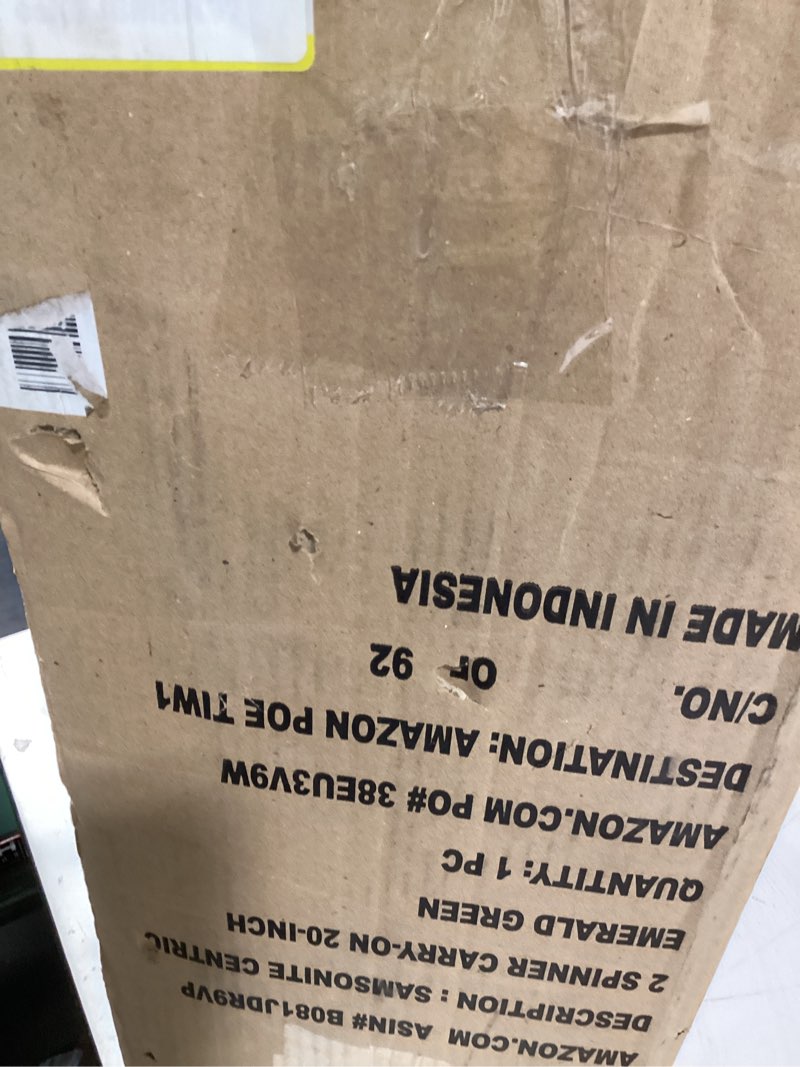 AMAZON.COM ASIN# B081JDR9VP
DESCRIPTION : SAMSONITE CENTRIC
2 SPINNER CARRY-ON 20-INCH
EMERALD GREEN
QUANTITY: 1 PC
AMAZON.COM PO# 38EU3V9W
DESTINATION: AMAZON POE TIW1
C/NO. OF 92
MADE IN INDONESIA